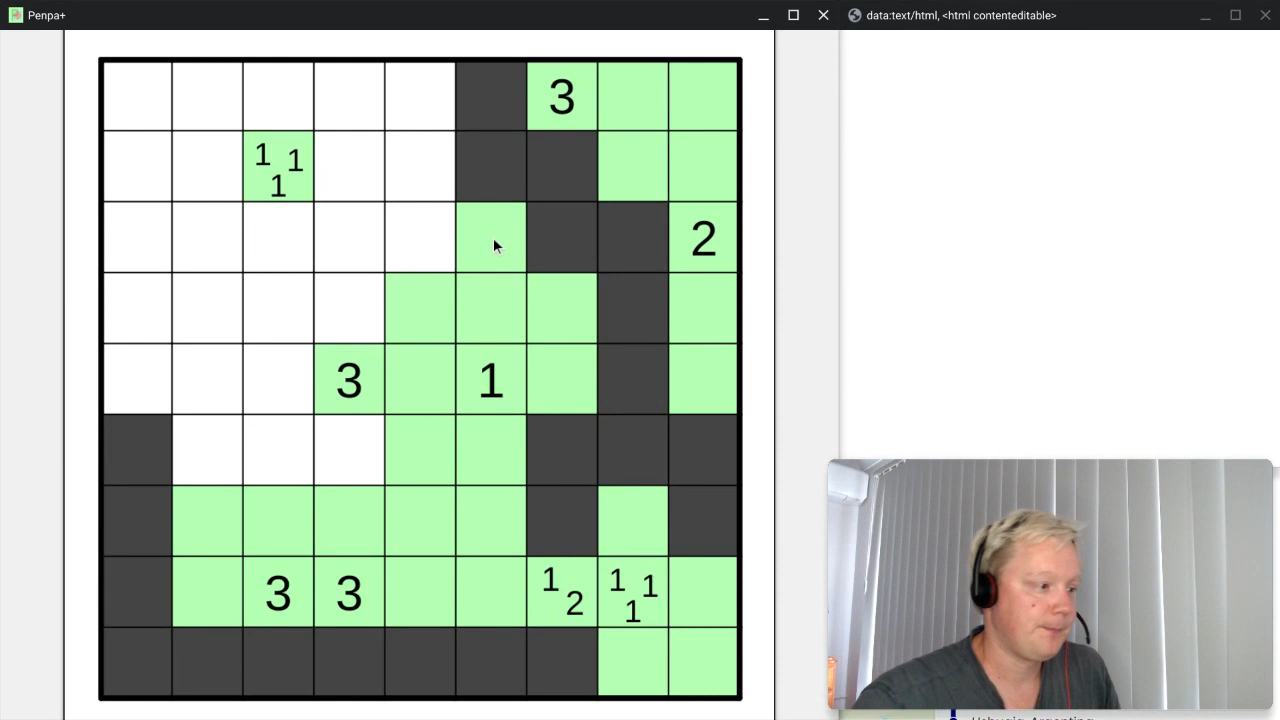 Penpa+
data:text/html, <html contenteditable>
3
1 1
1
2
3 1
3 3 1 2 1 1
1